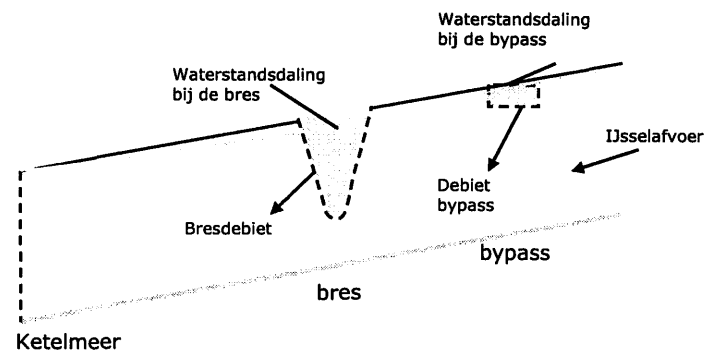 Waterstandsdaling
bij de bypass
Waterstandsdaling
bij de bres
IJsselafvoer
Debiet
bypass
Bresdebiet
bypass
bres
Ketelmeer